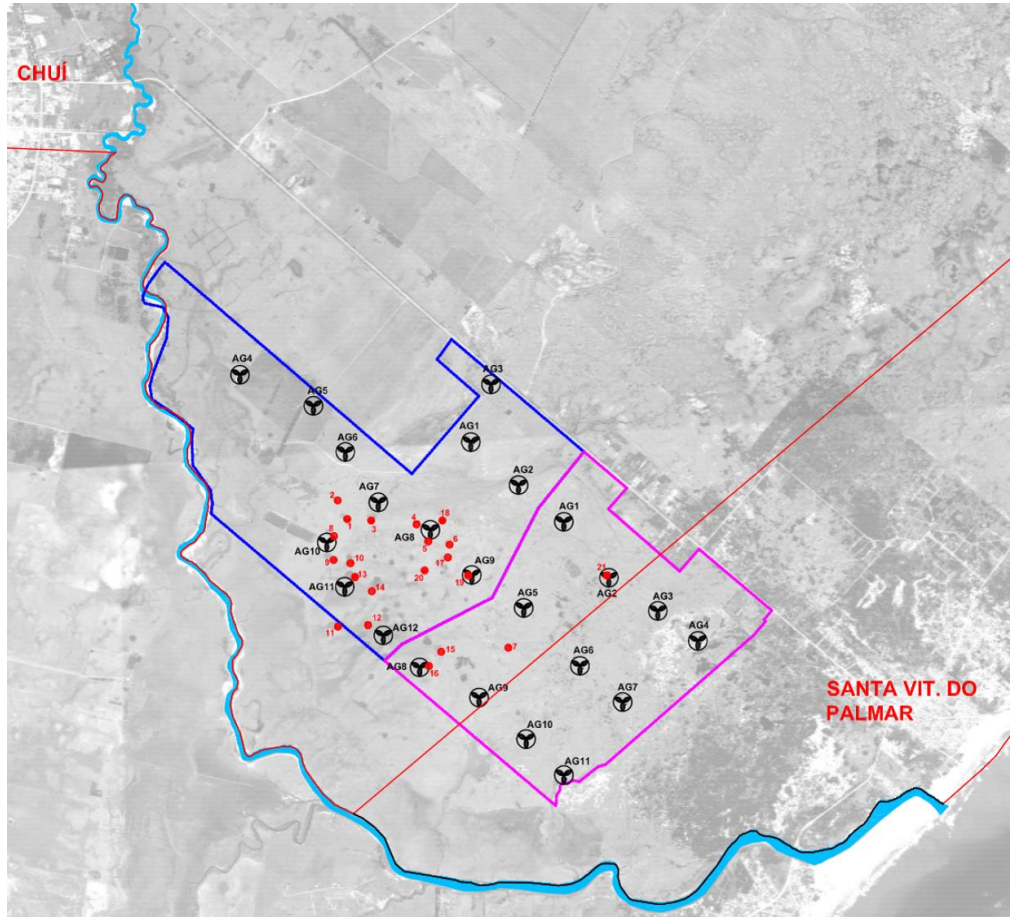 CHUÍ
AG4
AG3
AG5
AG1
AG6
AG2
2
AG7
1
3
4
18
AG1
AG8
8
5
6
AG10
17
9
10
20
AG9
19
13
21
AG2
AG11
14
AG5
AG3
11
12
AG12
AG4
15
7
AG8
16
AG6
AG9
AG7
SANTA VIT. DO
PALMAR
AG10
AG11